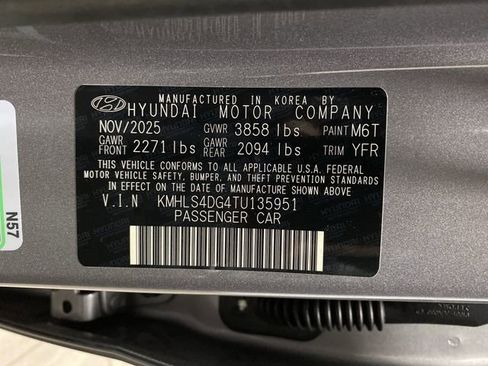 MANUFACTURED IN KOREA BY
HYUNDAI MOTOR COMPANY
NOV/2025 GVWR 3858 lbs PAINT M6T
GAWR FRONT 2271 lbs GAWR REAR 2094 lbs TRIM YFR
THIS VEHICLE CONFORMS TO ALL APPLICABLE U.S.A. FEDERAL
MOTOR VEHICLE SAFETY, BUMPER, AND THEFT PREVENTION STANDARDS
IN EFFECT ON THE DATE OF MANUFACTURE SHOWN ABOVE.
V.I.N KMHLS4DG4TU135951
PASSENGER CAR
N57